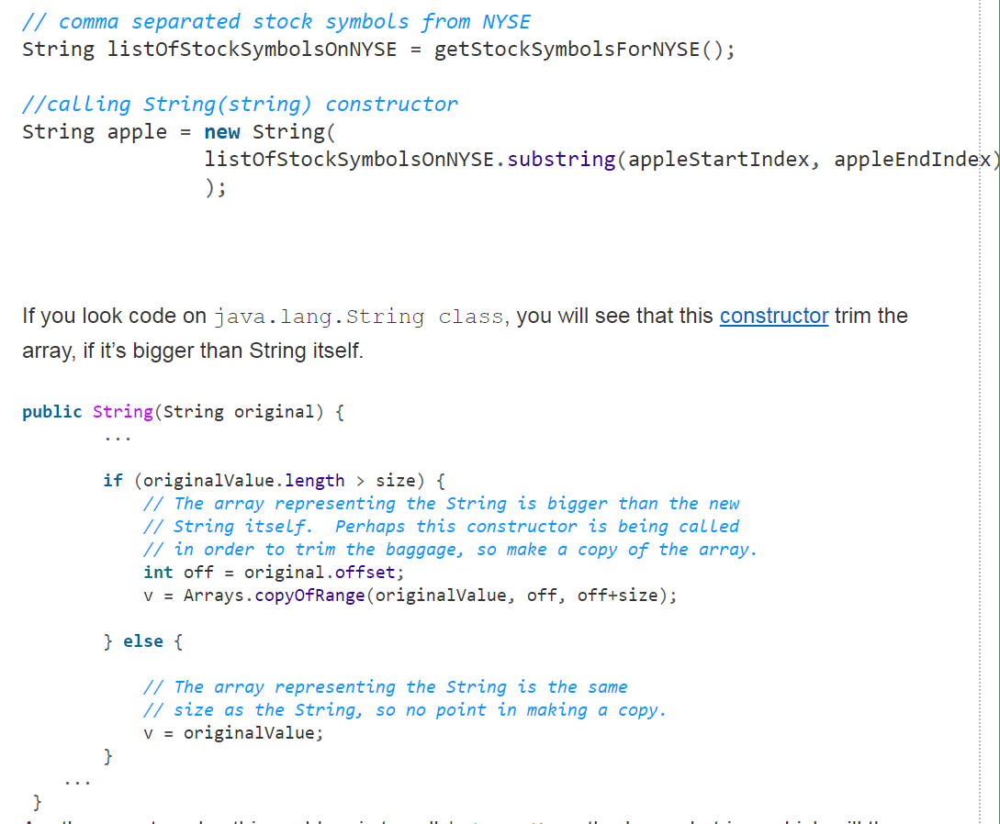 // comma separated stock symbols from NYSE
String listOfStockSymbolsOnNYSE = getStockSymbolsForNYSE();
//calling String(string) constructor
String apple = new String(
listOfStockSymbolsOnNYSE.substring(appleStartIndex, appleEndIndex)
);
If you look code on java.lang.String class, you will see that this constructor trim the
array, if it’s bigger than String itself.
public String(String original) {
...
if (originalValue.length > size) {
// The array representing the String is bigger than the new
// String itself.  Perhaps this constructor is being called
// in order to trim the baggage, so make a copy of the array.
int off = original.offset;
v = Arrays.copyOfRange(originalValue, off, off+size);
} else {
// The array representing the String is the same
// size as the String, so no point in making a copy.
v = originalValue;
}
...
}